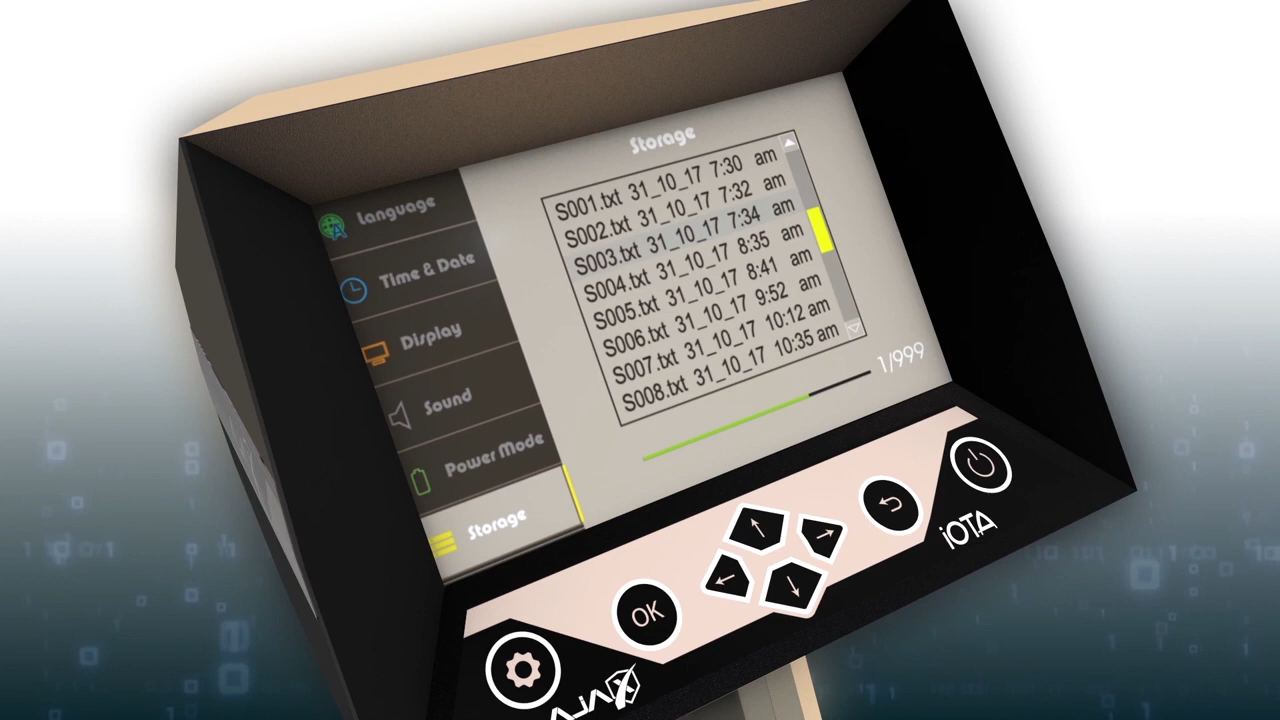 Storage
Language
Time & Date
Display
Sound
Power Mode
Storage
S001.txt 31_10_17 7:30 am
S002.txt 31_10_17 7:32 am
S003.txt 31_10_17 7:34 am
S004.txt 31_10_17 8:35 am
S005.txt 31_10_17 8:41 am
S006.txt 31_10_17 9:52 am
S007.txt 31_10_17 10:12 am
S008.txt 31_10_17 10:35 am
1/999
OK
iOTA